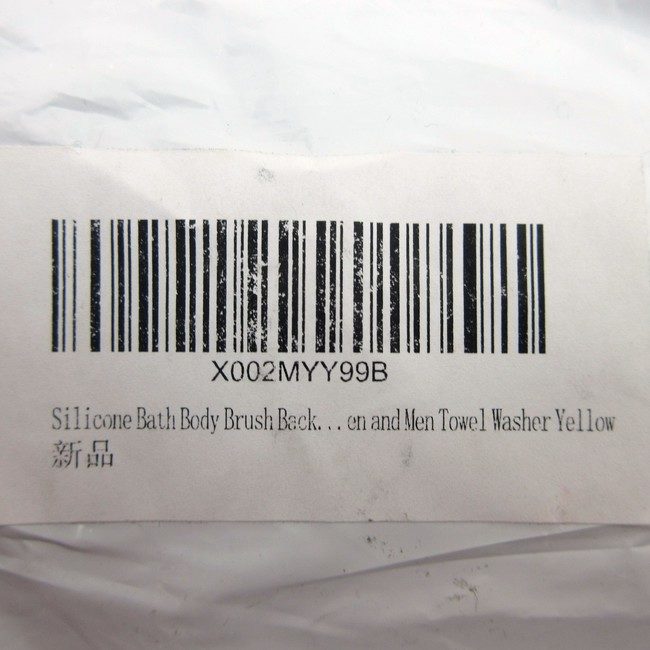 X002MYY99B
Silicone Bath Body Brush Back... en and Men Towel Washer Yellow
新品